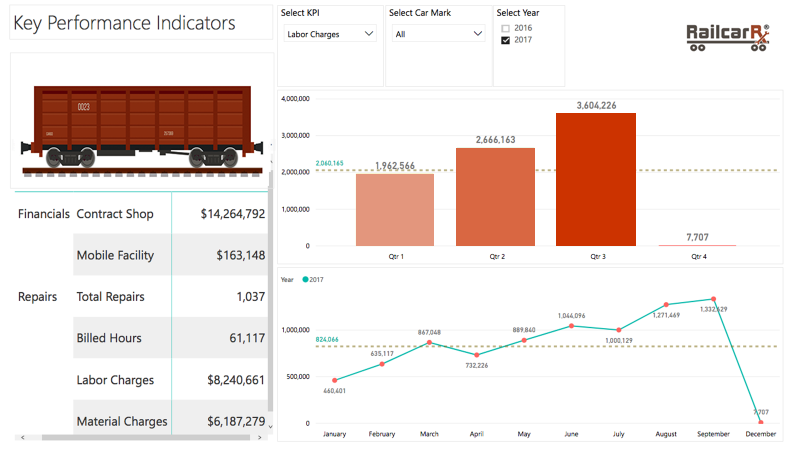 Key Performance Indicators
Select KPI
Labor Charges
Select Car Mark
All
Select Year
2016
2017
RailcarRx®
0023
Financials Contract Shop $14,264,792
Mobile Facility $163,148
Repairs Total Repairs 1,037
Billed Hours 61,117
Labor Charges $8,240,661
Material Charges $6,187,279
4,000,000
3,000,000
2,000,000
1,000,000
0
2,060,165
1,962,566
2,666,163
3,604,226
7,707
Qtr 1 Qtr 2 Qtr 3 Qtr 4
Year 2017
1,000,000
500,000
0
824,066
460,401
635,117
867,048
732,226
889,840
1,044,096
1,000,129
1,271,469
1,332,629
7,707
January February March April May June July August September December